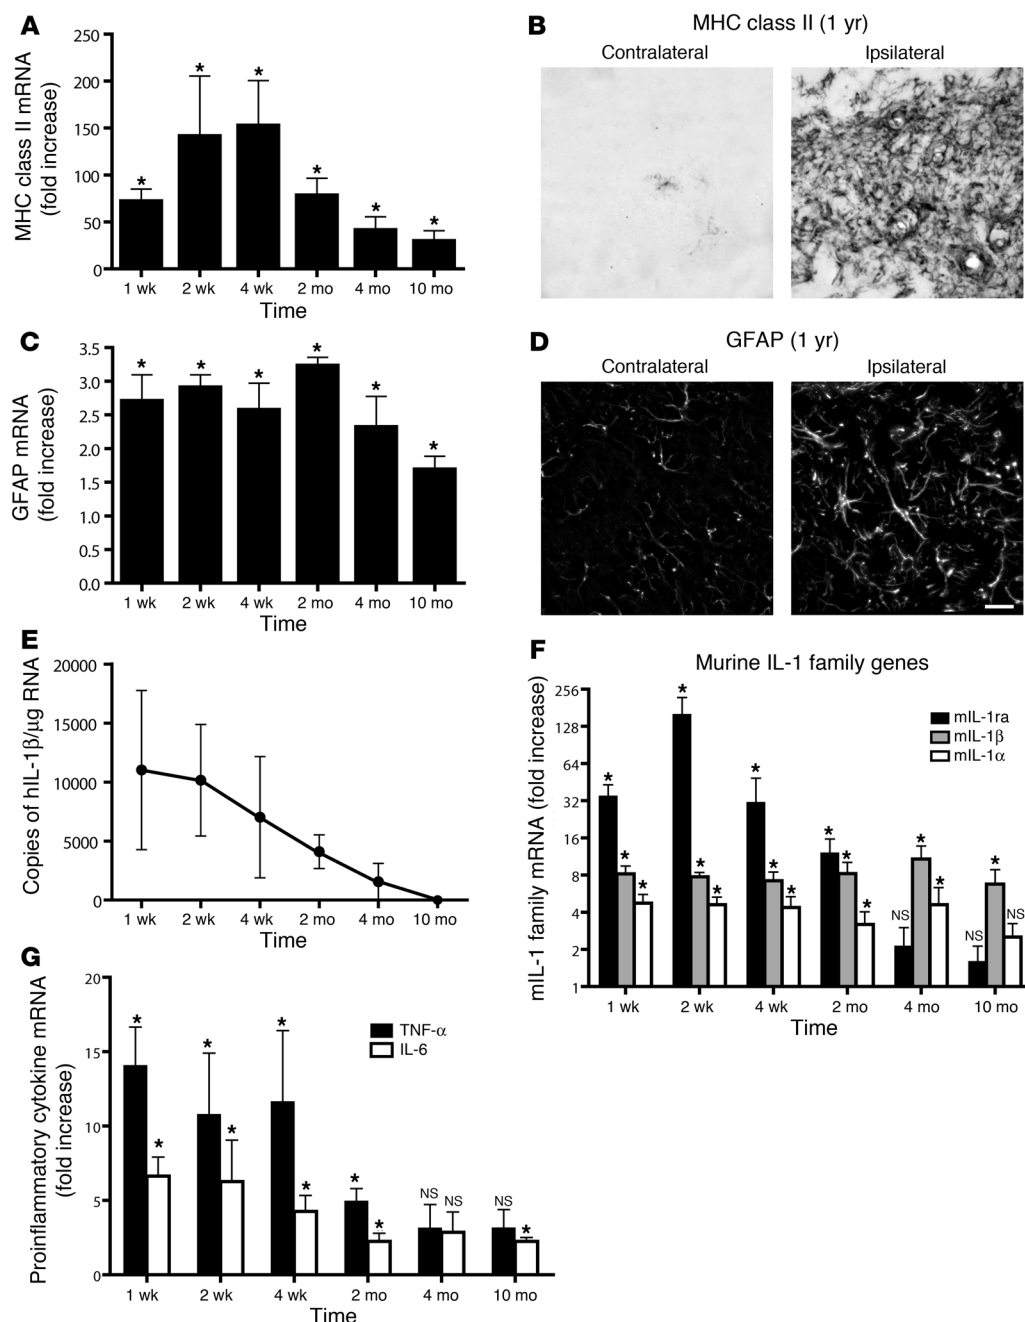 A
MHC class II mRNA
(fold increase)
250
200
150
100
50
0
* * * * * *
1 wk 2 wk 4 wk 2 mo 4 mo 10 mo
Time
B
MHC class II (1 yr)
Contralateral Ipsilateral
C
GFAP mRNA
(fold increase)
3.5
3.0
2.5
2.0
1.5
1.0
0.5
0.0
* * * * * *
1 wk 2 wk 4 wk 2 mo 4 mo 10 mo
Time
D
GFAP (1 yr)
Contralateral Ipsilateral
E
Copies of hIL-1β/μg RNA
20000
15000
10000
5000
0
1 wk 2 wk 4 wk 2 mo 4 mo 10 mo
Time
F
Murine IL-1 family genes
mIL-1 family mRNA (fold increase)
256
128
64
32
16
8
4
2
1
mIL-1ra
mIL-1β
mIL-1α
* * * * * * * * * * * * NS * * NS * NS
1 wk 2 wk 4 wk 2 mo 4 mo 10 mo
Time
G
Proinflammatory cytokine mRNA
(fold increase)
20
15
10
5
0
TNF-α
IL-6
* * * * * * * * NS NS NS *
1 wk 2 wk 4 wk 2 mo 4 mo 10 mo
Time